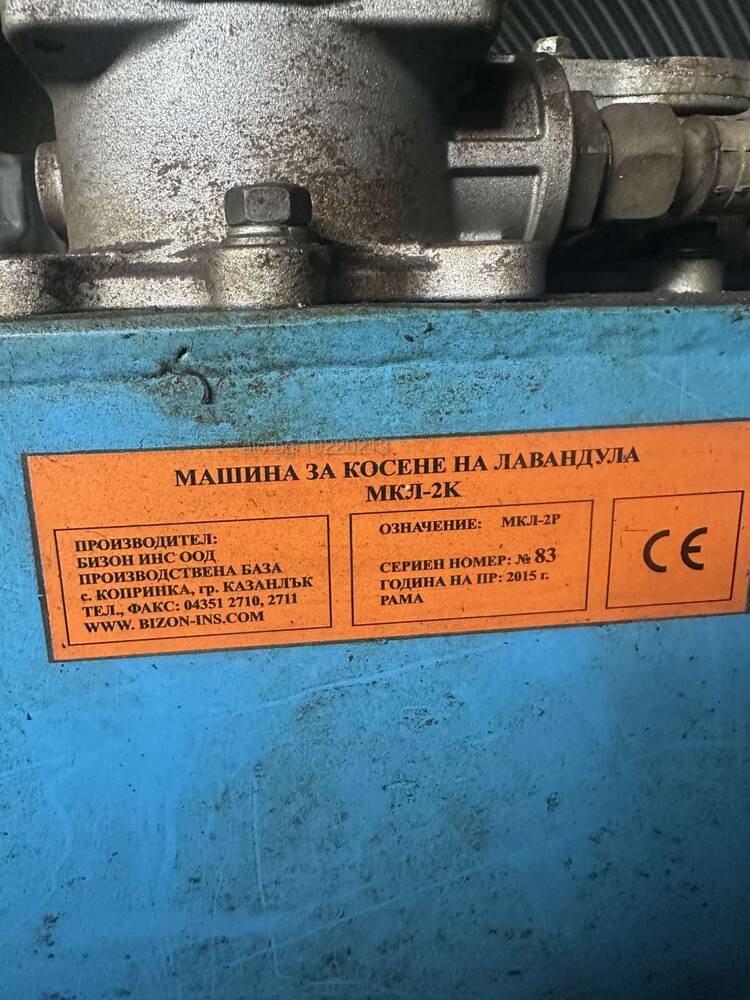 МАШИНА ЗА КОСЕНЕ НА ЛАВАНДУЛА
МКЛ-2К
ПРОИЗВОДИТЕЛ:
БИЗОН ИНС ООД
ПРОИЗВОДСТВЕНА БАЗА
с. КОПРИНКА, гр. КАЗАНЛЪК
ТЕЛ., ФАКС: 04351 2710, 2711
WWW. BIZON-INS.COM
ОЗНАЧЕНИЕ: МКЛ-2Р
СЕРИЕН НОМЕР: № 83
ГОДИНА НА ПР: 2015 г.
РАМА
CE